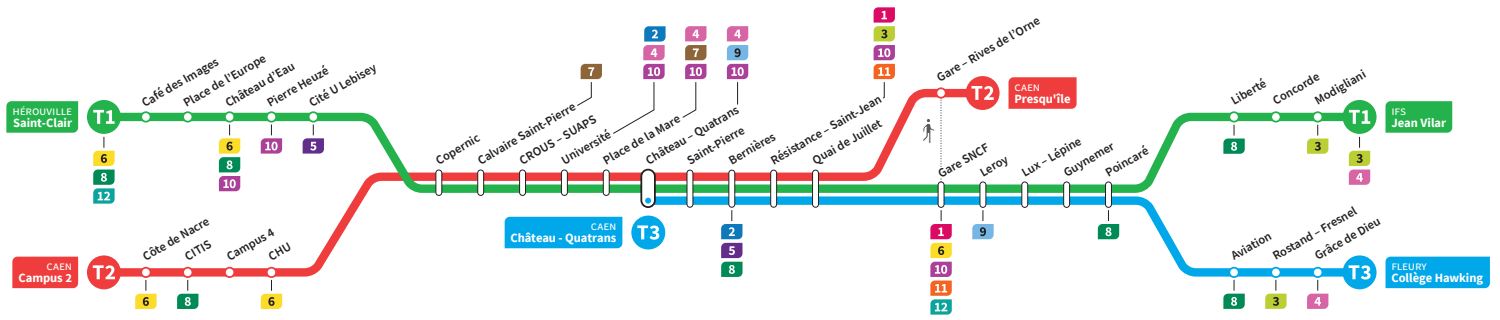 HÉROUVILLE
Saint-Clair
T1
6
8
12
Café des Images
Place de l'Europe
Château d'Eau
6
8
10
Pierre Heuzé
10
Cité U Lebisey
5
CAEN
Campus 2
T2
Côte de Nacre
6
CITIS
8
Campus 4
CHU
6
Copernic
Calvaire Saint-Pierre
7
CROUS – SUAPS
Université
2
4
10
Place de la Mare
4
7
10
Château – Quatrans
4
9
10
CAEN
Château - Quatrans
T3
Saint-Pierre
Bernières
2
5
8
Résistance – Saint-Jean
1
3
10
11
Quai de Juillet
Gare – Rives de l'Orne
T2
CAEN
Presqu'île
Gare SNCF
1
6
10
11
12
Leroy
9
Lux – Lépine
Guynemer
Poincaré
8
Liberté
8
Concorde
Modigliani
3
T1
3
4
IFS
Jean Vilar
Aviation
8
Rostand – Fresnel
3
Grâce de Dieu
4
T3
FLEURY
Collège Hawking